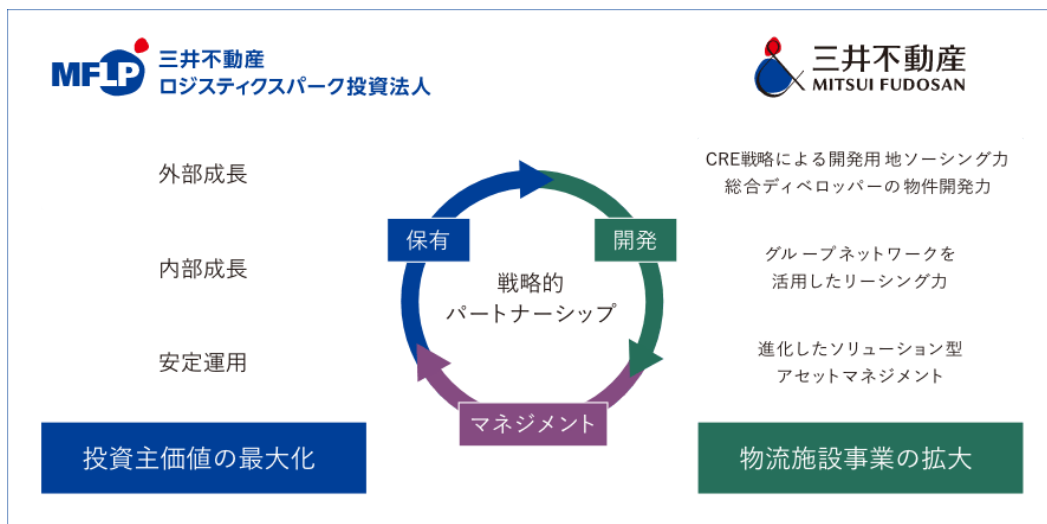 MFLP
三井不動産
ロジスティクスパーク投資法人
外部成長
内部成長
安定運用
投資主価値の最大化
保有
開発
戦略的
パートナーシップ
マネジメント
三井不動産
MITSUI FUDOSAN
CRE戦略による開発用地ソーシング力
総合ディベロッパーの物件開発力
グループネットワークを
活用したリーシング力
進化したソリューション型
アセットマネジメント
物流施設事業の拡大